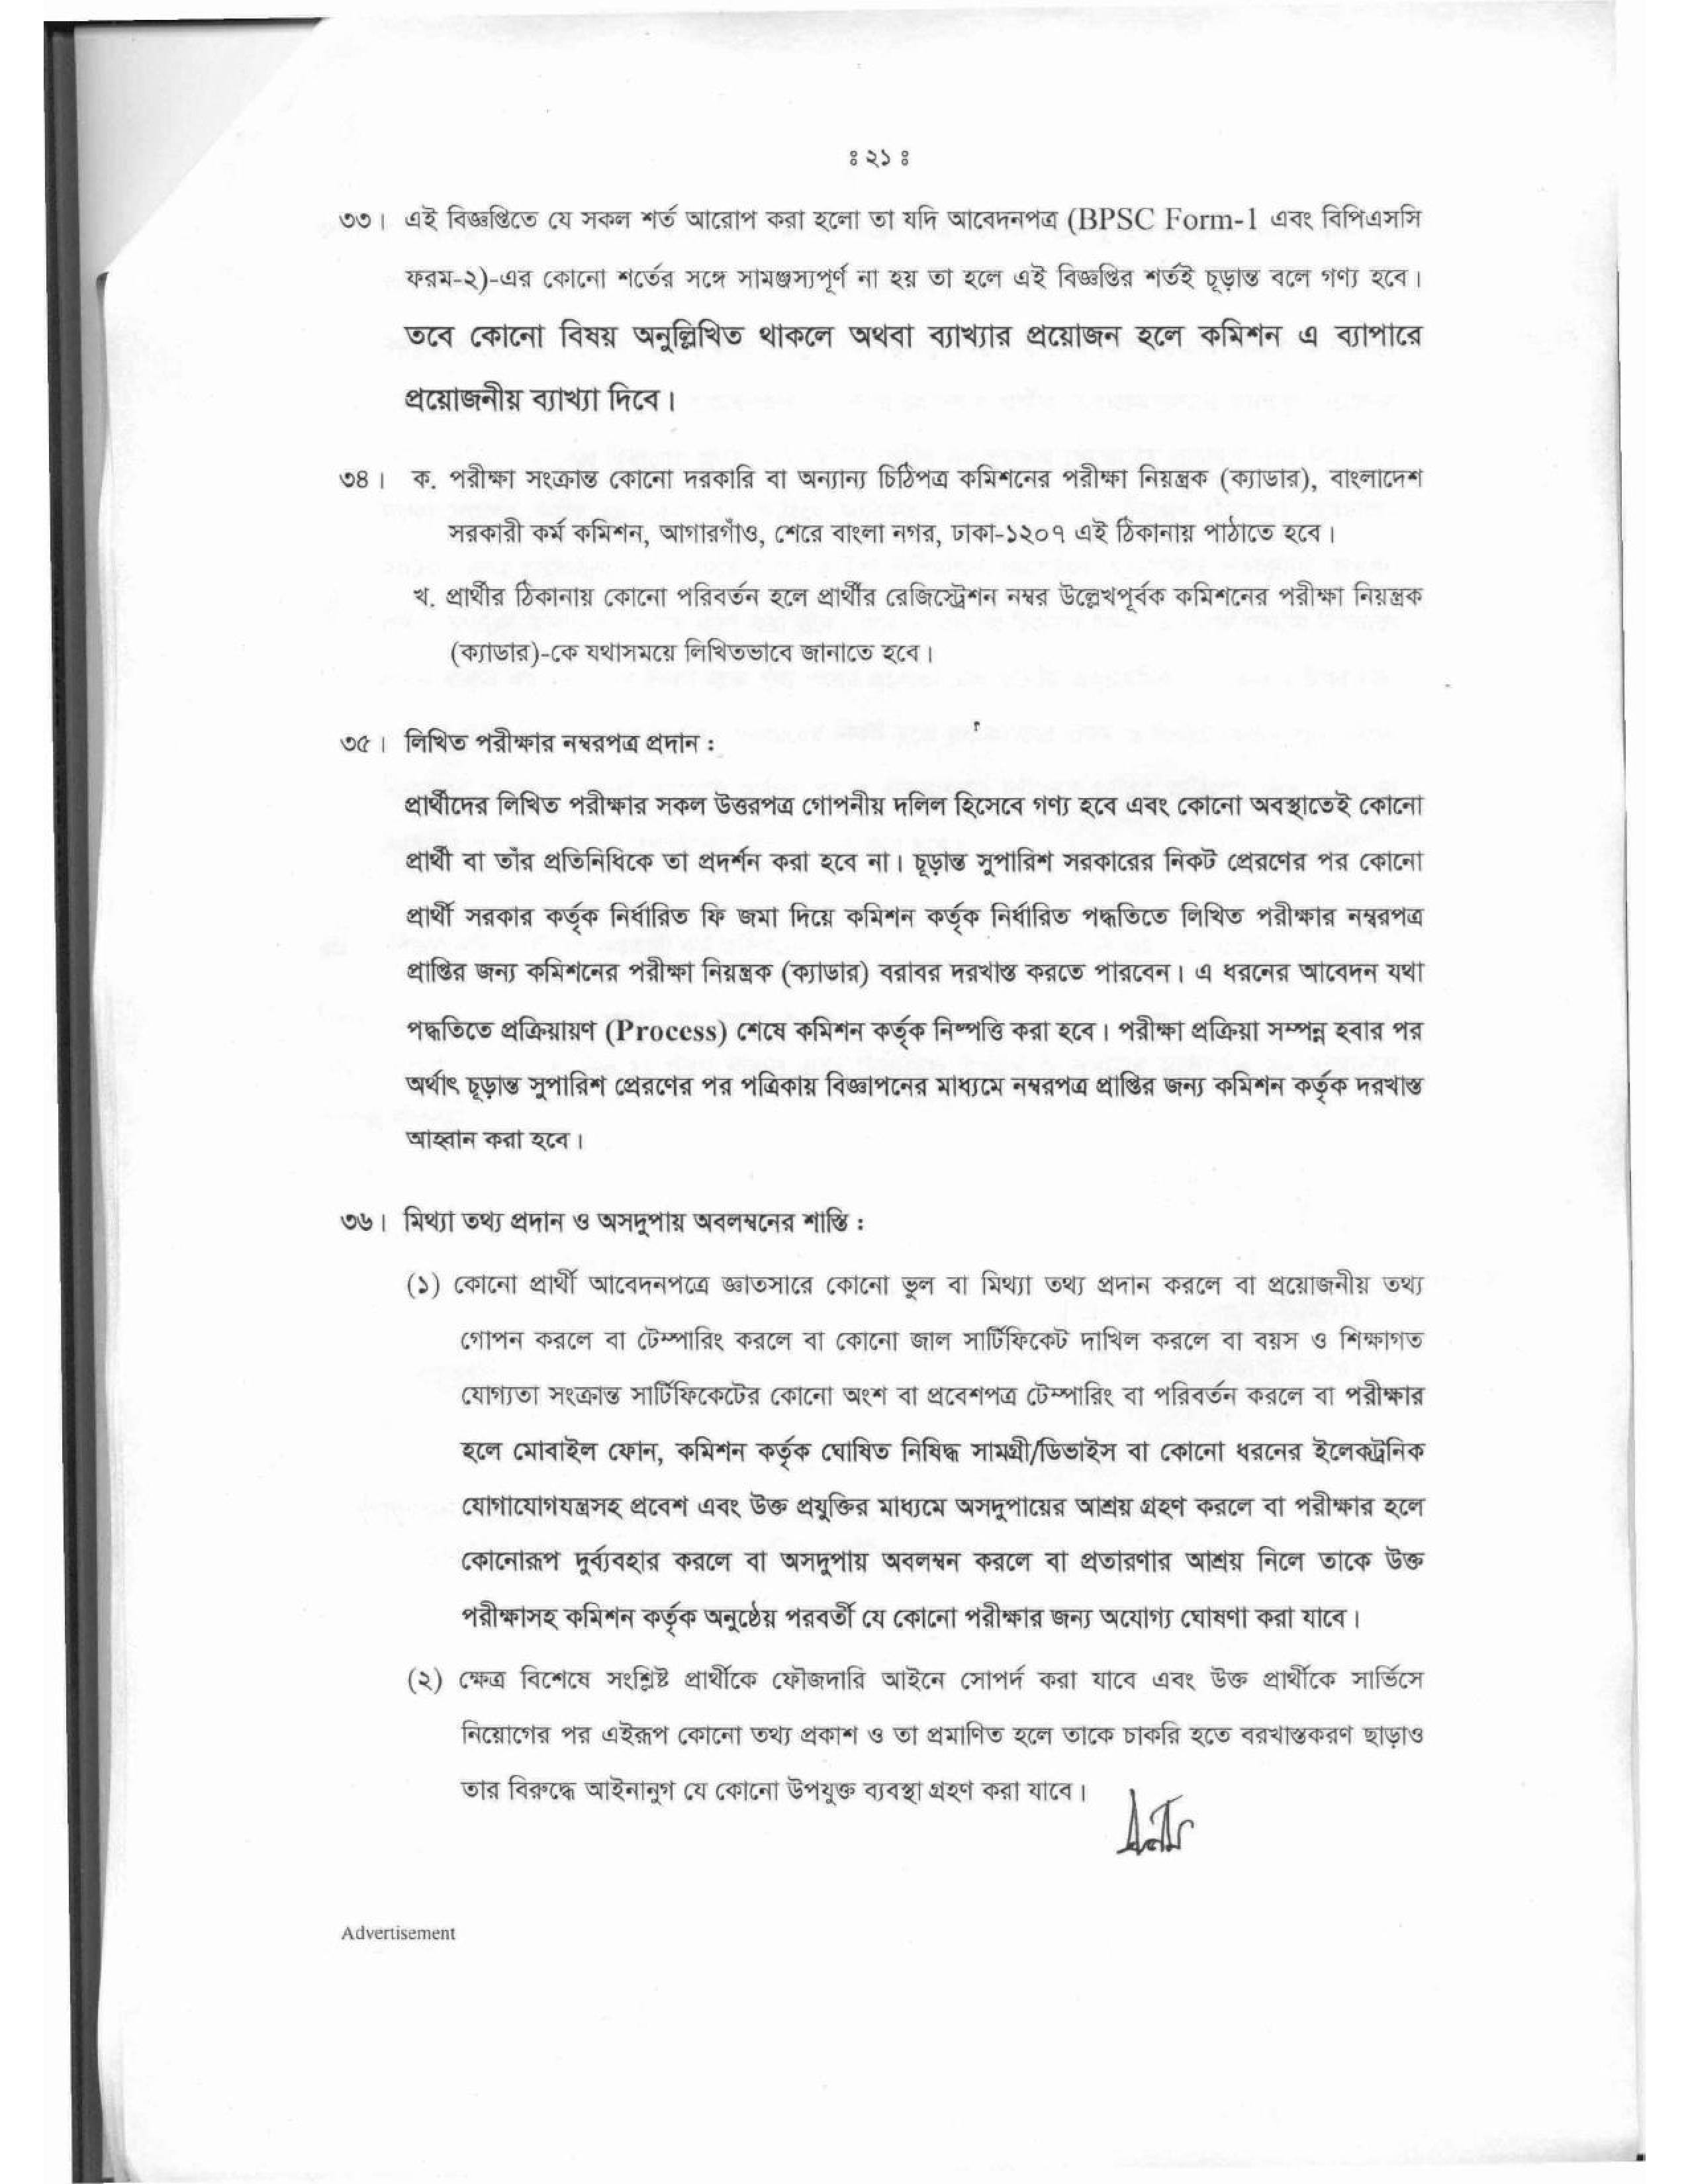 ঃ ২১ ঃ
৩৩। এই বিজ্ঞপ্তিতে যে সকল শর্ত আরোপ করা হলো তা যদি আবেদনপত্র (BPSC Form-1 এবং বিপিএসসি
ফরম-২)-এর কোনো শর্তের সঙ্গে সামঞ্জস্যপূর্ণ না হয় তা হলে এই বিজ্ঞপ্তির শর্তই চূড়ান্ত বলে গণ্য হবে।
তবে কোনো বিষয় অনুল্লিখিত থাকলে অথবা ব্যাখ্যার প্রয়োজন হলে কমিশন এ ব্যাপারে
প্রয়োজনীয় ব্যাখ্যা দিবে।
৩৪। ক. পরীক্ষা সংক্রান্ত কোনো দরকারি বা অন্যান্য চিঠিপত্র কমিশনের পরীক্ষা নিয়ন্ত্রক (ক্যাডার), বাংলাদেশ
সরকারী কর্ম কমিশন, আগারগাঁও, শেরে বাংলা নগর, ঢাকা-১২০৭ এই ঠিকানায় পাঠাতে হবে।
খ. প্রার্থীর ঠিকানায় কোনো পরিবর্তন হলে প্রার্থীর রেজিস্ট্রেশন নম্বর উল্লেখপূর্বক কমিশনের পরীক্ষা নিয়ন্ত্রক
(ক্যাডার)-কে যথাসময়ে লিখিতভাবে জানাতে হবে।
৩৫। লিখিত পরীক্ষার নম্বরপত্র প্রদান :
প্রার্থীদের লিখিত পরীক্ষার সকল উত্তরপত্র গোপনীয় দলিল হিসেবে গণ্য হবে এবং কোনো অবস্থাতেই কোনো
প্রার্থী বা তাঁর প্রতিনিধিকে তা প্রদর্শন করা হবে না। চূড়ান্ত সুপারিশ সরকারের নিকট প্রেরণের পর কোনো
প্রার্থী সরকার কর্তৃক নির্ধারিত ফি জমা দিয়ে কমিশন কর্তৃক নির্ধারিত পদ্ধতিতে লিখিত পরীক্ষার নম্বরপত্র
প্রাপ্তির জন্য কমিশনের পরীক্ষা নিয়ন্ত্রক (ক্যাডার) বরাবর দরখাস্ত করতে পারবেন। এ ধরনের আবেদন যথা
পদ্ধতিতে প্রক্রিয়ায়ণ (Process) শেষে কমিশন কর্তৃক নিষ্পত্তি করা হবে। পরীক্ষা প্রক্রিয়া সম্পন্ন হবার পর
অর্থাৎ চূড়ান্ত সুপারিশ প্রেরণের পর পত্রিকায় বিজ্ঞাপনের মাধ্যমে নম্বরপত্র প্রাপ্তির জন্য কমিশন কর্তৃক দরখাস্ত
আহ্বান করা হবে।
৩৬। মিথ্যা তথ্য প্রদান ও অসদুপায় অবলম্বনের শাস্তি :
(১) কোনো প্রার্থী আবেদনপত্রে জ্ঞাতসারে কোনো ভুল বা মিথ্যা তথ্য প্রদান করলে বা প্রয়োজনীয় তথ্য
গোপন করলে বা টেম্পারিং করলে বা কোনো জাল সার্টিফিকেট দাখিল করলে বা বয়স ও শিক্ষাগত
যোগ্যতা সংক্রান্ত সার্টিফিকেটের কোনো অংশ বা প্রবেশপত্র টেম্পারিং বা পরিবর্তন করলে বা পরীক্ষার
হলে মোবাইল ফোন, কমিশন কর্তৃক ঘোষিত নিষিদ্ধ সামগ্রী/ডিভাইস বা কোনো ধরনের ইলেকট্রনিক
যোগাযোগযন্ত্রসহ প্রবেশ এবং উক্ত প্রযুক্তির মাধ্যমে অসদুপায়ের আশ্রয় গ্রহণ করলে বা পরীক্ষার হলে
কোনোরূপ দুর্ব্যবহার করলে বা অসদুপায় অবলম্বন করলে বা প্রতারণার আশ্রয় নিলে তাকে উক্ত
পরীক্ষাসহ কমিশন কর্তৃক অনুষ্ঠেয় পরবর্তী যে কোনো পরীক্ষার জন্য অযোগ্য ঘোষণা করা যাবে।
(২) ক্ষেত্র বিশেষে সংশ্লিষ্ট প্রার্থীকে ফৌজদারি আইনে সোপর্দ করা যাবে এবং উক্ত প্রার্থীকে সার্ভিসে
নিয়োগের পর এইরূপ কোনো তথ্য প্রকাশ ও তা প্রমাণিত হলে তাকে চাকরি হতে বরখাস্তকরণ ছাড়াও
তার বিরুদ্ধে আইনানুগ যে কোনো উপযুক্ত ব্যবস্থা গ্রহণ করা যাবে।
Advertisement